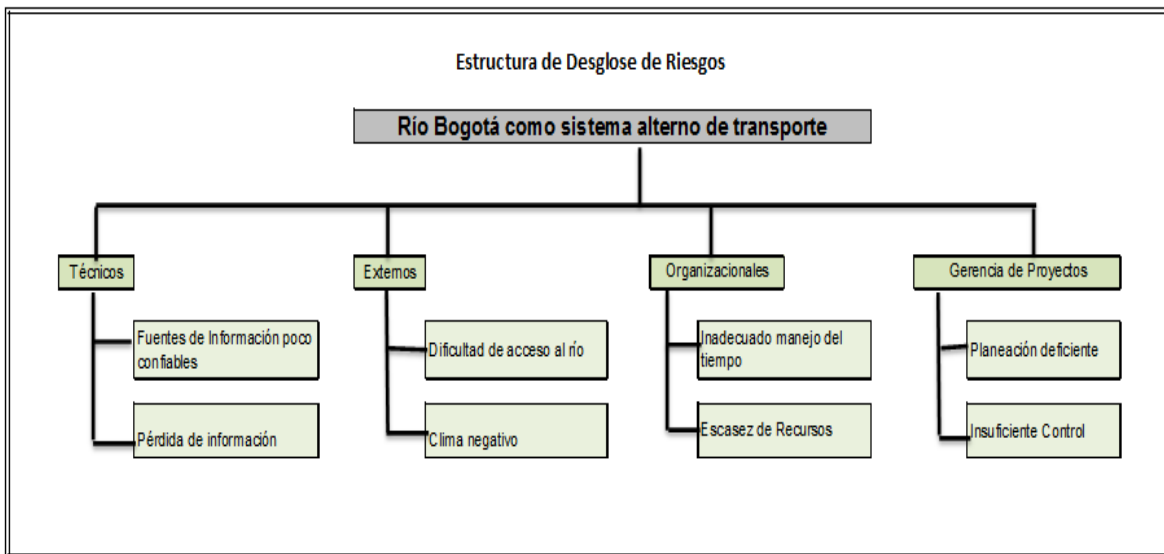 Estructura de Desglose de Riesgos
Río Bogotá como sistema alterno de transporte
Técnicos
Externos
Organizacionales
Gerencia de Proyectos
Fuentes de Información poco
confiables
Dificultad de acceso al río
Inadecuado manejo del
tiempo
Planeación deficiente
Pérdida de información
Clima negativo
Escasez de Recursos
Insuficiente Control